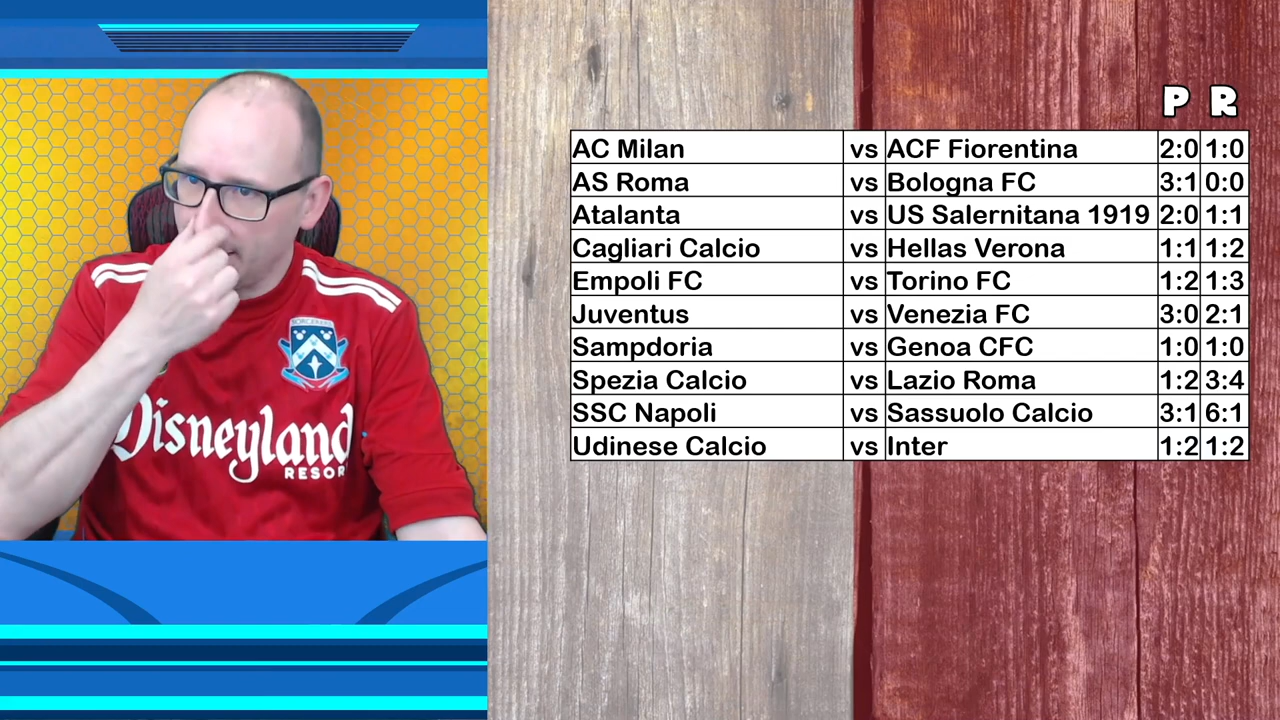 P R
AC Milan vs ACF Fiorentina 2:0 1:0
AS Roma vs Bologna FC 3:1 0:0
Atalanta vs US Salernitana 1919 2:0 1:1
Cagliari Calcio vs Hellas Verona 1:1 1:2
Empoli FC vs Torino FC 1:2 1:3
Juventus vs Venezia FC 3:0 2:1
Sampdoria vs Genoa CFC 1:0 1:0
Spezia Calcio vs Lazio Roma 1:2 3:4
SSC Napoli vs Sassuolo Calcio 3:1 6:1
Udinese Calcio vs Inter 1:2 1:2
Disneyland
RESOR